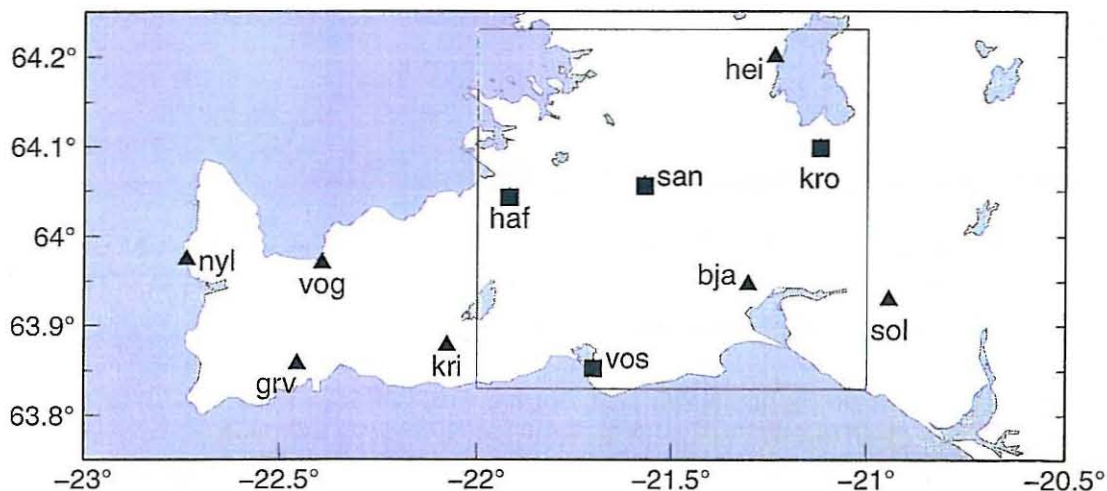 64.2°
64.1°
64°
63.9°
63.8°
hei
san
kro
haf
nyl
vog
bja
sol
kri
vos
grv
−23
−22.5°
−22°
−21.5°
−21°
−20.5°